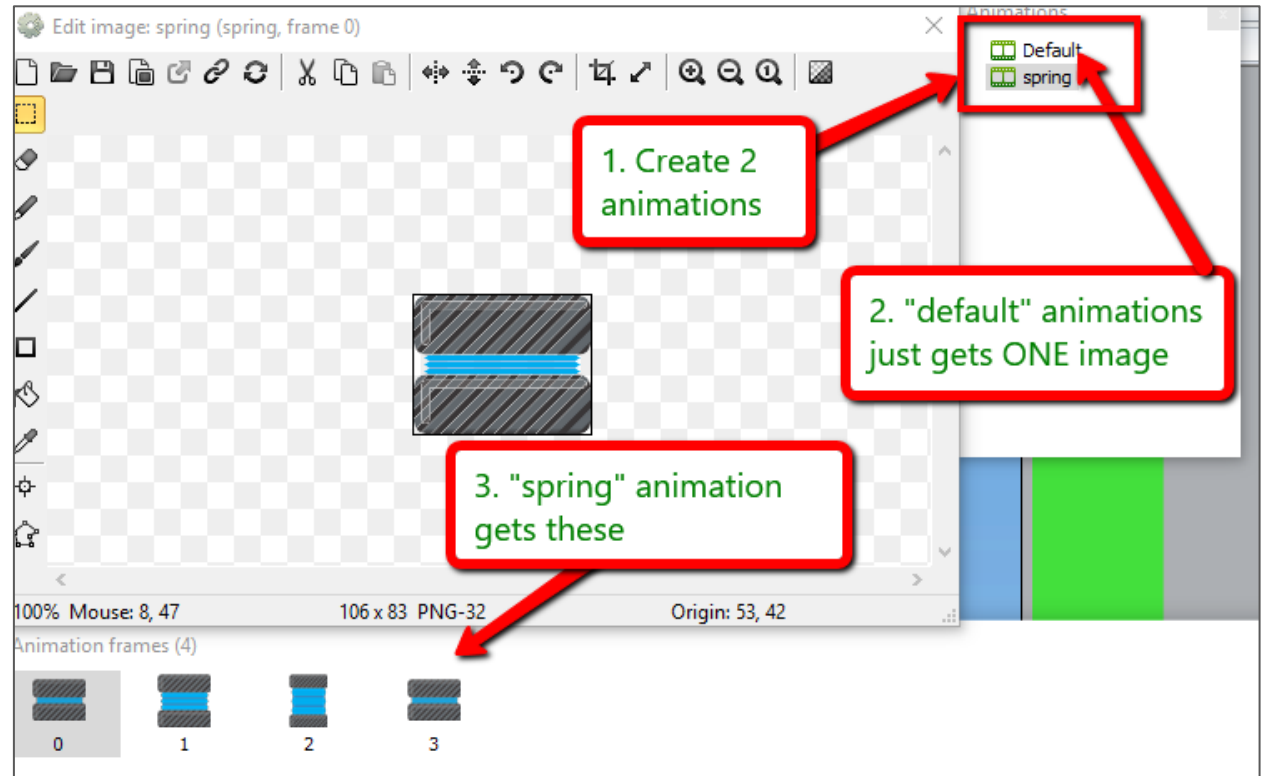 Edit image: spring (spring, frame 0)
Animations
Default
spring
1. Create 2
animations
2. "default" animations
just gets ONE image
3. "spring" animation
gets these
100% Mouse: 8, 47 106 x 83 PNG-32 Origin: 53, 42
Animation frames (4)
0 1 2 3